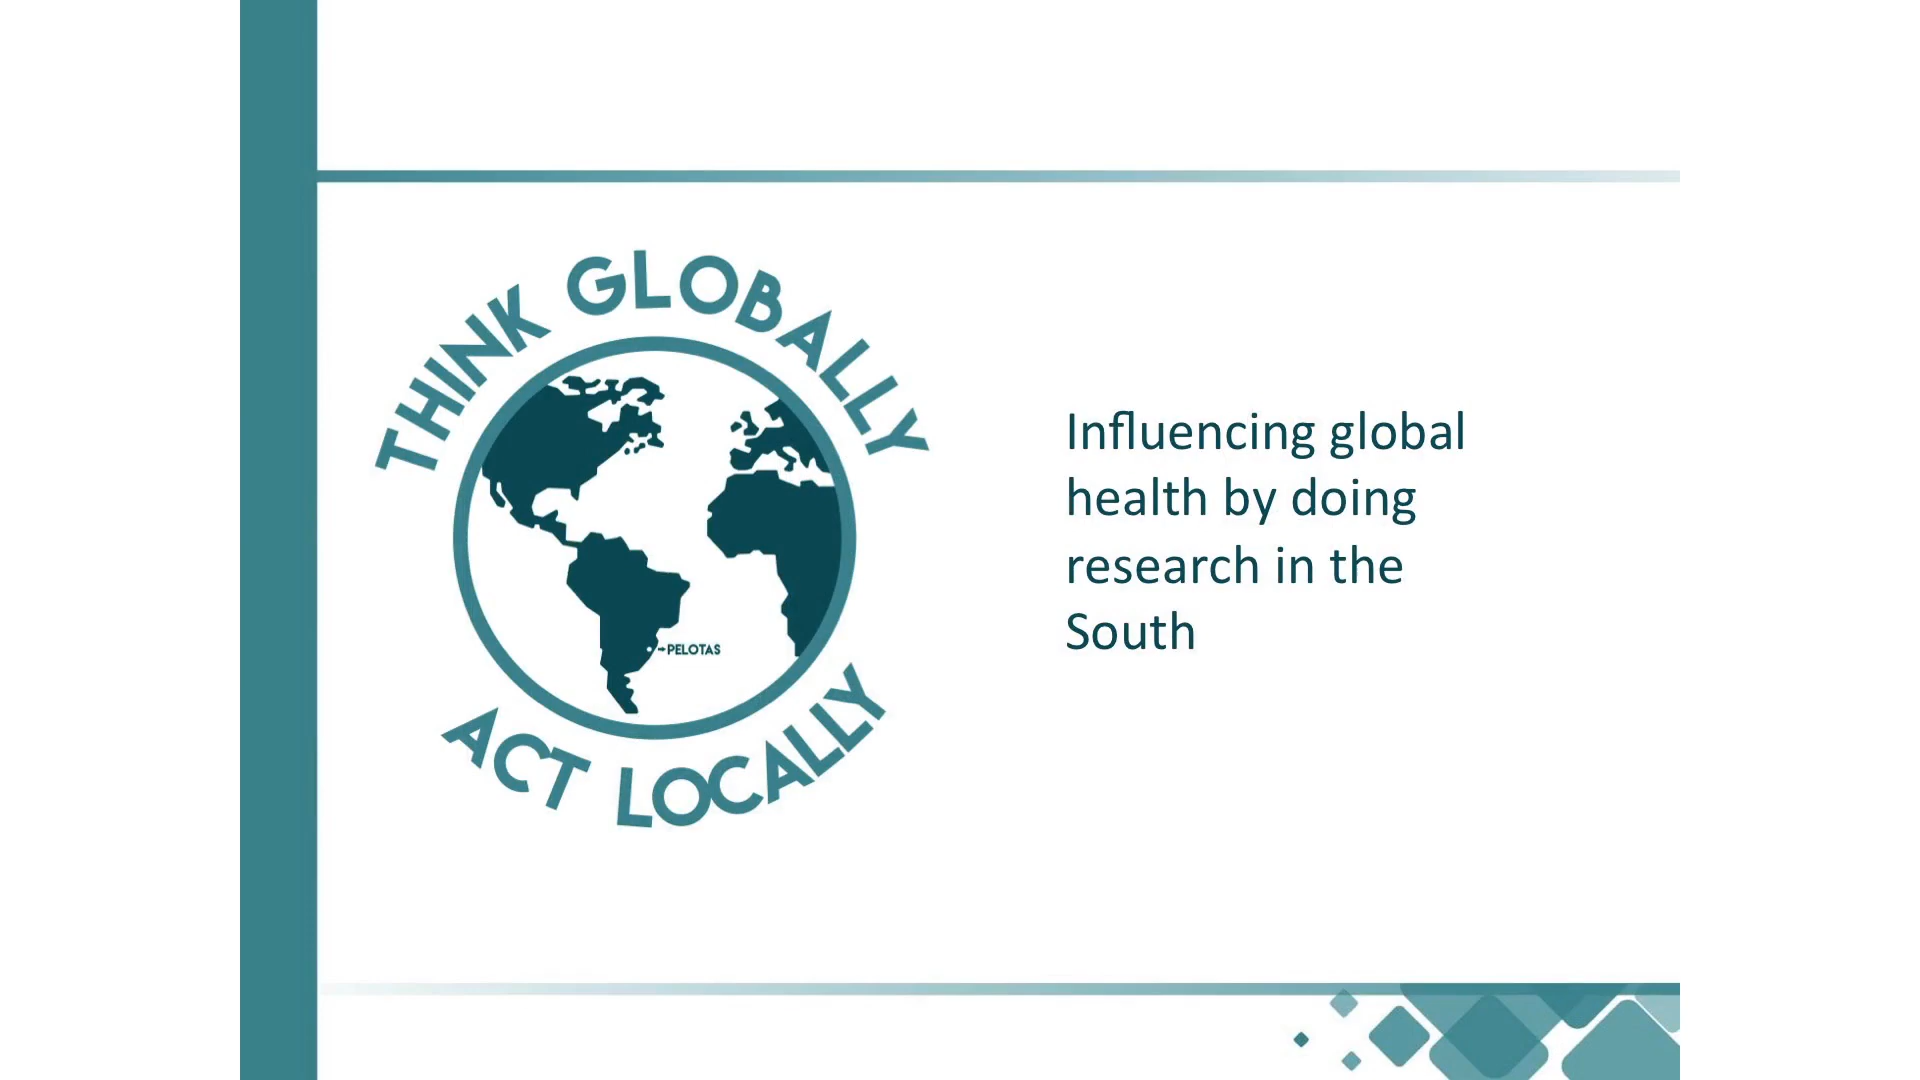 THINK GLOBALLY
PELOTAS
ACT LOCALLY
Influencing global
health by doing
research in the
South